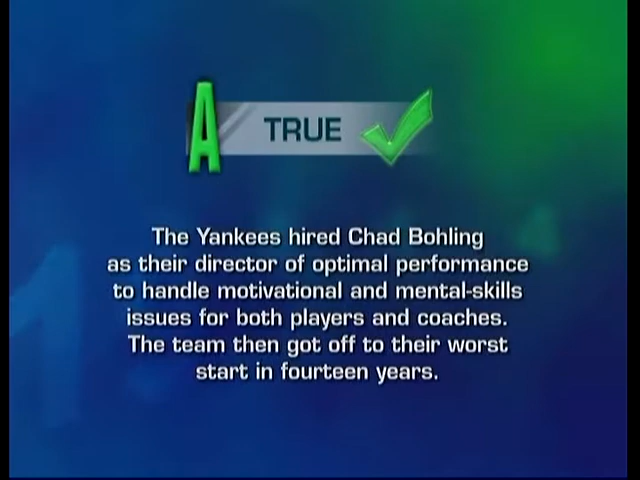 A TRUE
The Yankees hired Chad Bohling
as their director of optimal performance
to handle motivational and mental-skills
issues for both players and coaches.
The team then got off to their worst
start in fourteen years.